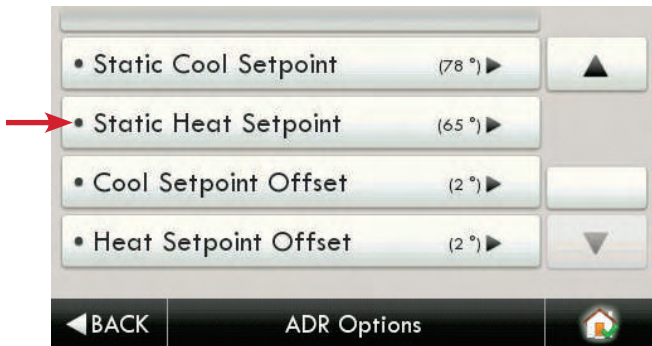 • Static Cool Setpoint (78 °)▶
• Static Heat Setpoint (65 °)▶
• Cool Setpoint Offset (2 °)▶
• Heat Setpoint Offset (2 °)▶
◀BACK ADR Options